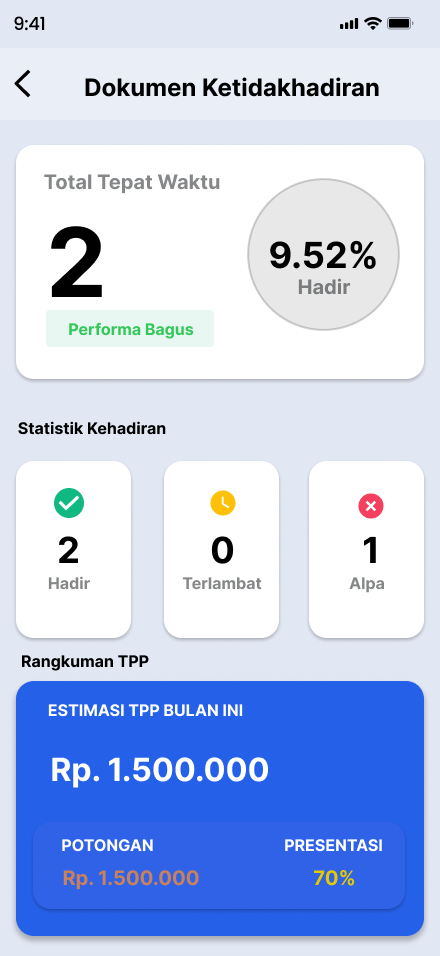 9:41
Dokumen Ketidakhadiran
Total Tepat Waktu
2
9.52%
Hadir
Performa Bagus
Statistik Kehadiran
2
Hadir
0
Terlambat
1
Alpa
Rangkuman TPP
ESTIMASI TPP BULAN INI
Rp. 1.500.000
POTONGAN
Rp. 1.500.000
PRESENTASI
70%